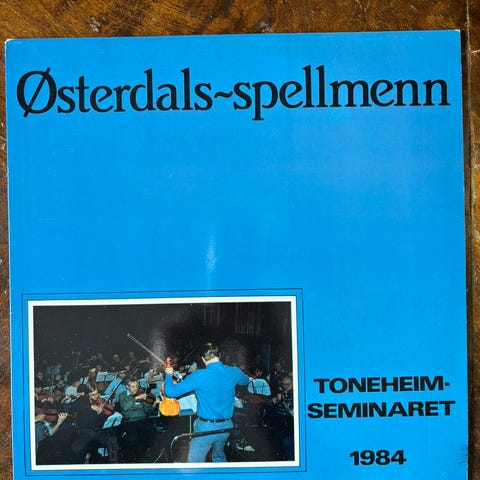 Østerdals~spellmenn
TONEHEIM-
SEMINARET
1984